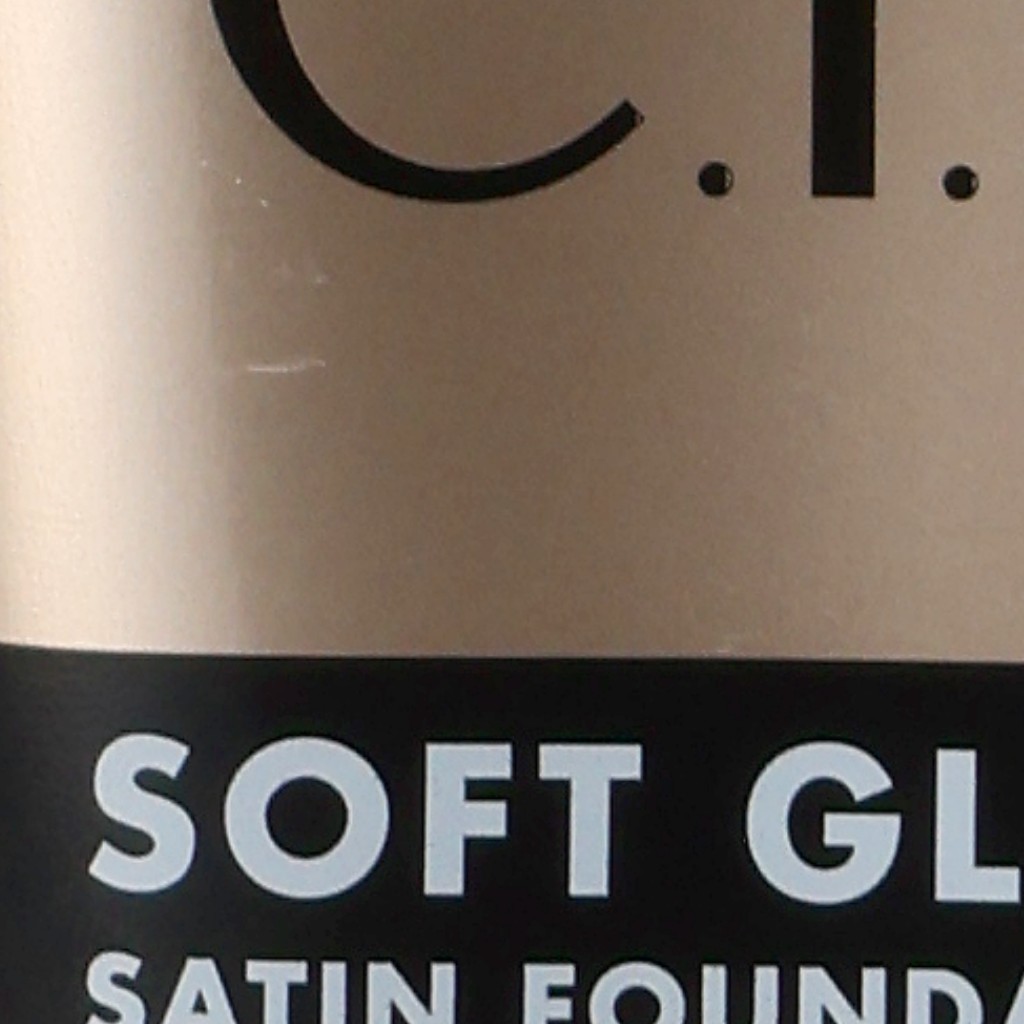 e.l.
SOFT GL
SATIN FOUNDA